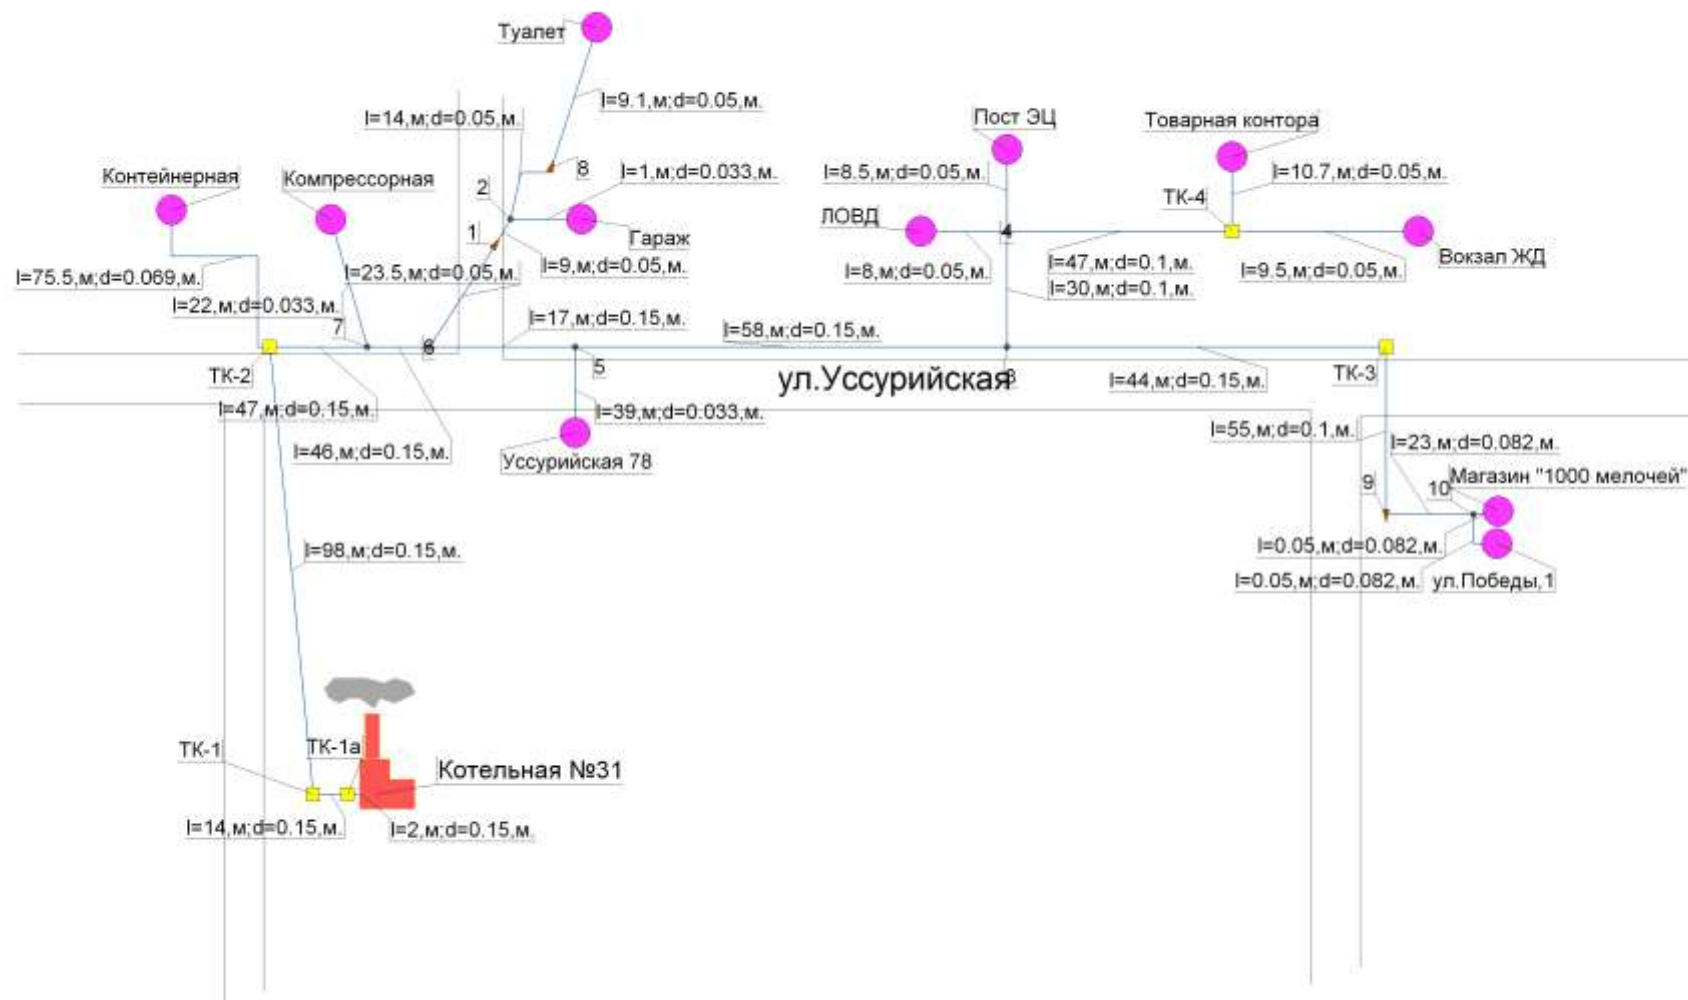 Туалет
l=9.1,м;d=0.05,м.
l=14,м;d=0.05,м.
Пост ЭЦ
Товарная контора
8
l=1,м;d=0.033,м.
l=8.5,м;d=0.05,м.
l=10.7,м;d=0.05,м.
Контейнерная
Компрессорная
2
ТК-4
ЛОВД
1
Гараж
4
Вокзал ЖД
l=75.5,м;d=0.069,м.
l=23.5,м;d=0.05,м.
l=9,м;d=0.05,м.
l=8,м;d=0.05,м.
l=47,м;d=0.1,м.
l=9.5,м;d=0.05,м.
l=30,м;d=0.1,м.
l=22,м;d=0.033,м.
7
l=17,м;d=0.15,м.
l=58,м;d=0.15,м.
6
ТК-2
5
ул.Уссурийская
3
l=44,м;d=0.15,м.
ТК-3
l=47,м;d=0.15,м.
l=39,м;d=0.033,м.
l=46,м;d=0.15,м.
Уссурийская 78
l=55,м;d=0.1,м.
l=23,м;d=0.082,м.
9
10
Магазин "1000 мелочей"
l=98,м;d=0.15,м.
l=0.05,м;d=0.082,м.
l=0.05,м;d=0.082,м.
ул.Победы,1
ТК-1
ТК-1а
Котельная №31
l=14,м;d=0.15,м.
l=2,м;d=0.15,м.